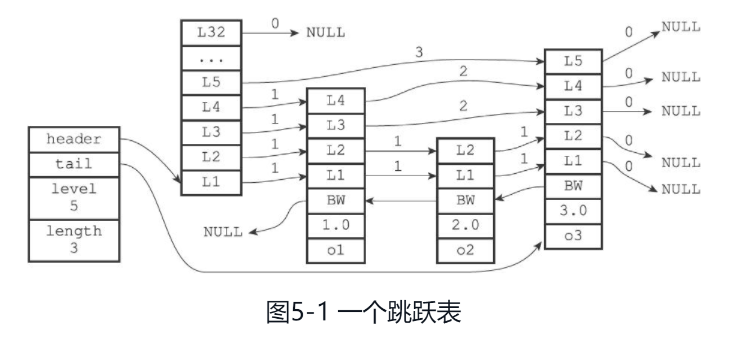 header
tail
level
5
length
3
L32
...
L5
L4
L3
L2
L1
0
NULL
3
1
1
1
1
L4
L3
L2
L1
BW
1.0
o1
NULL
2
2
1
1
L2
L1
BW
2.0
o2
1
1
L5
L4
L3
L2
L1
BW
3.0
o3
0
NULL
0
NULL
0
NULL
0
NULL
0
NULL
图5-1 一个跳跃表